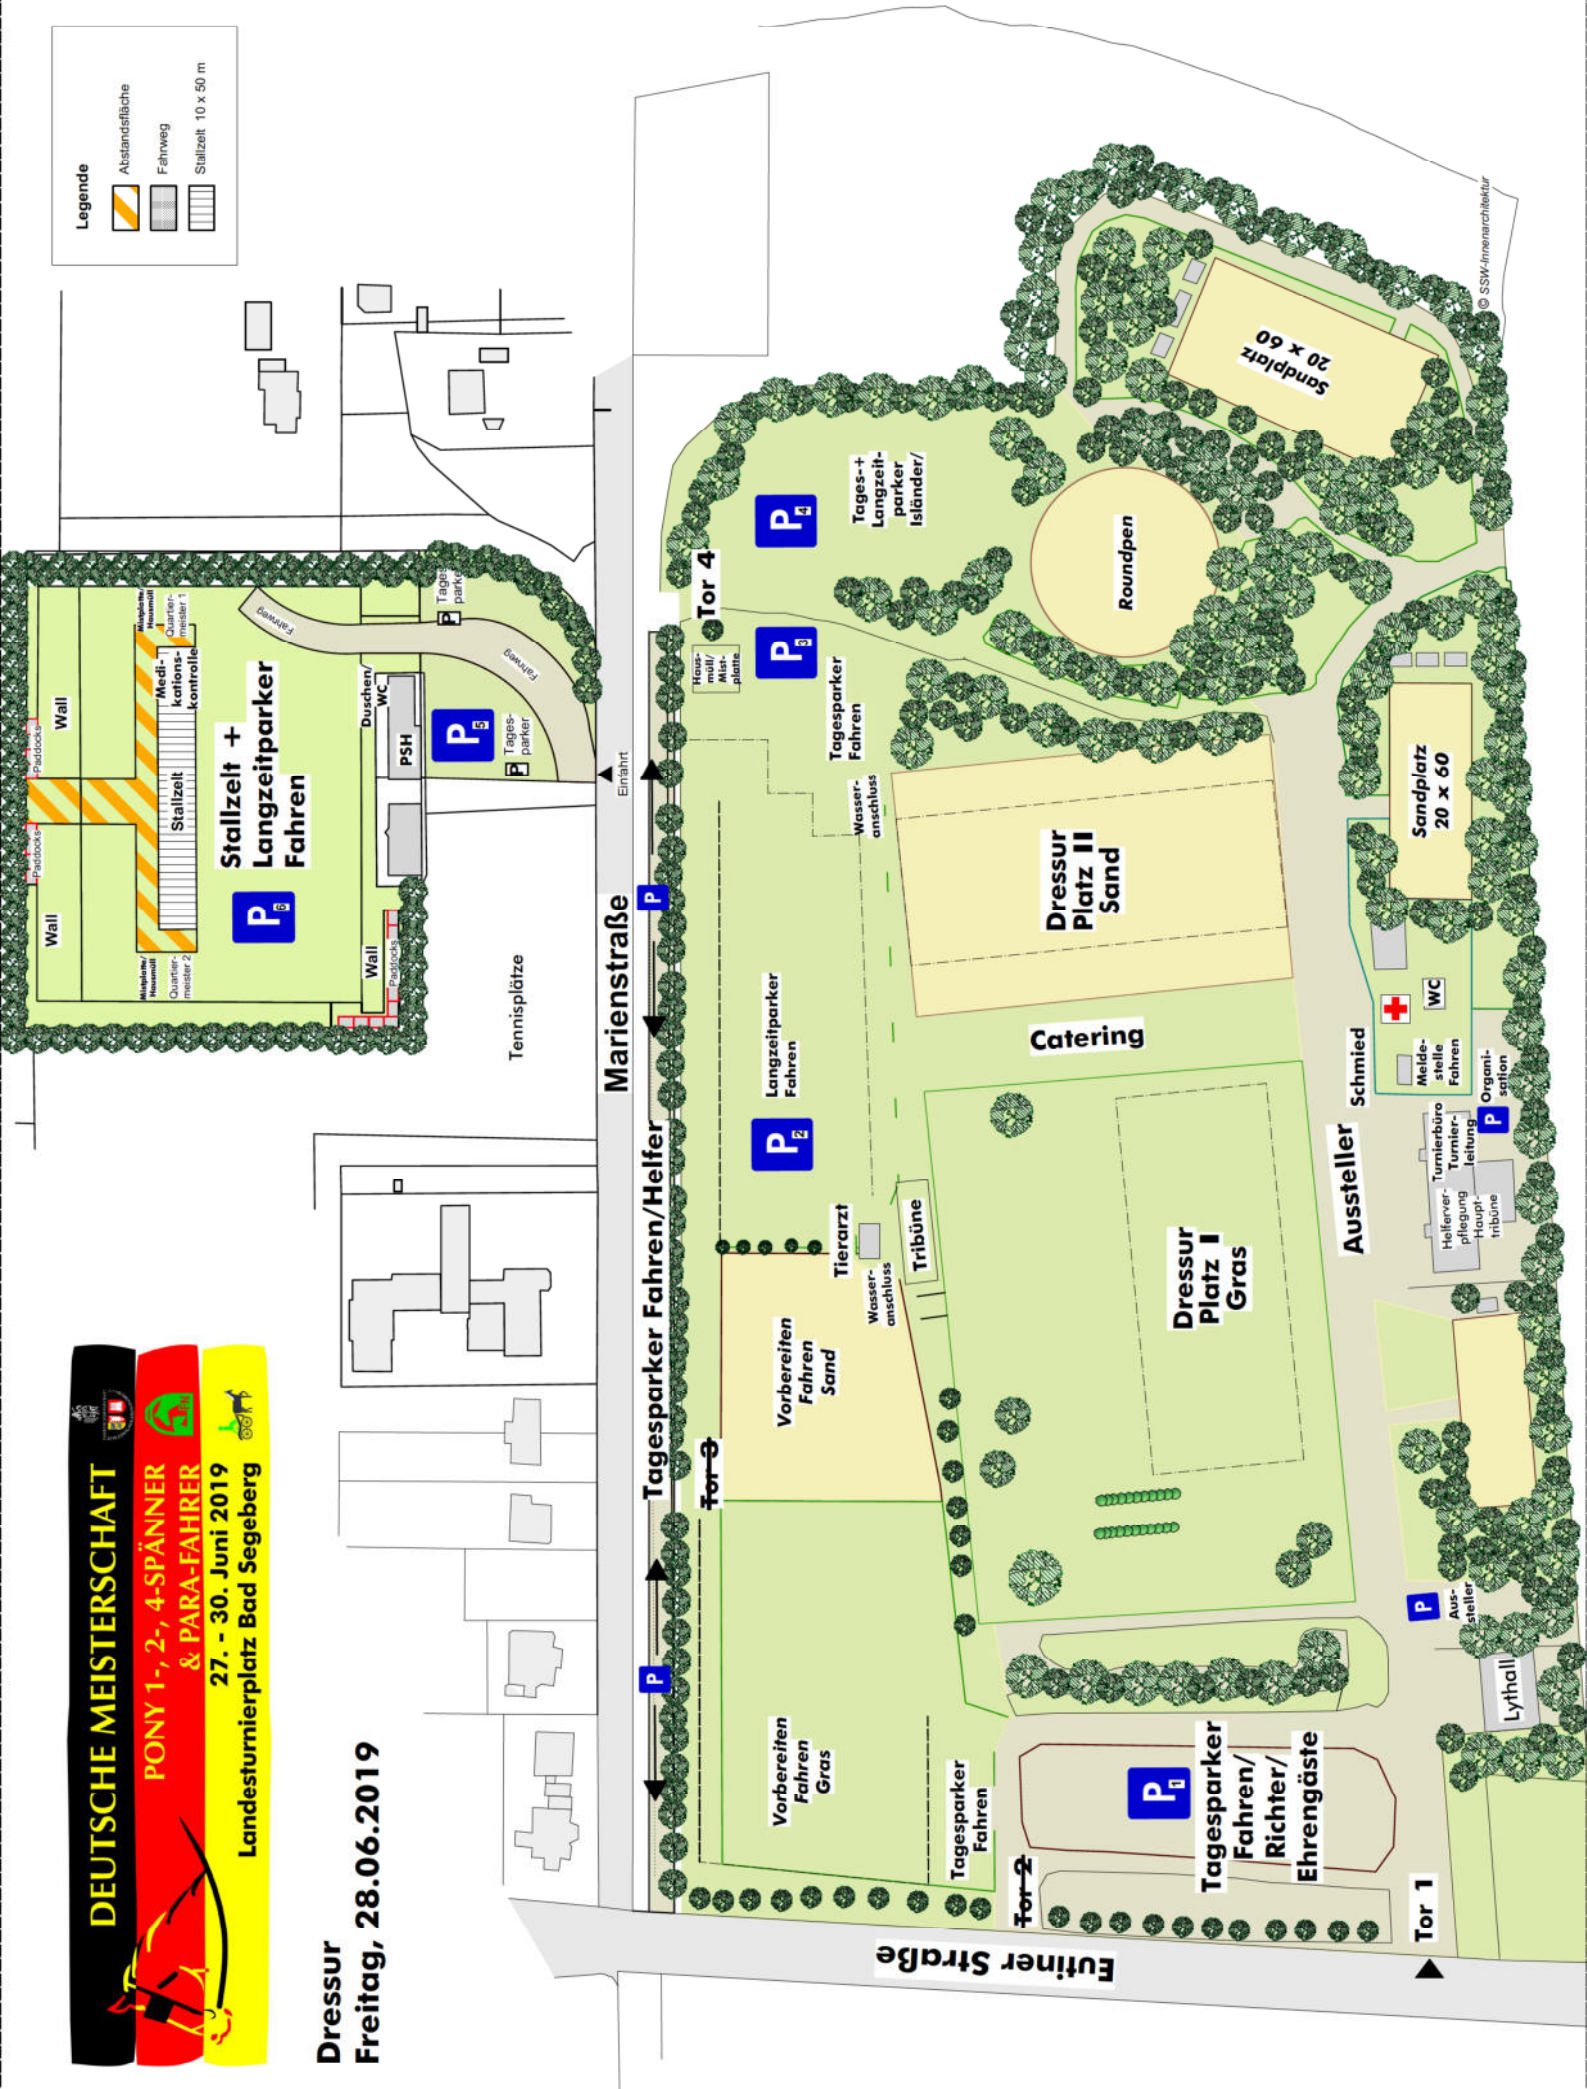 DEUTSCHE MEISTERSCHAFT
PONY 1-, 2-, 4-SPÄNNER
& PARA-FAHRER
27. - 30. Juni 2019
Landesturnierplatz Bad Segeberg
Dressur
Freitag, 28.06.2019
Legende
Abstandsfläche
Fahrweg
Stallzelt 10 x 50 m
Wall
Wall
Paddocks
Paddocks
Mistplatte/
Hausmüll
Quartier-
meister 2
Mistplatte/
Hausmüll
Quartier-
meister 1
Stallzelt
Medi-
kations-
kontrolle
Stallzelt +
Langzeitparker
Fahren
P6
Wall
Paddocks
Duschen/
WC
PSH
P5
P
Tages-
parker
P
Tages
parke
Fahrweg
Fahrweg
Einfahrt
Tennisplätze
Marienstraße
Tagesparker Fahren/Helfer
P
P
Tor 3
Tor 4
Haus-
müll/
Mist-
platte
P3
Tagesparker
Fahren
P4
Tages-+
Langzeit-
parker
Isländer/
Wasser-
anschluss
Langzeitparker
Fahren
P2
Tierarzt
Wasser-
anschluss
Tribüne
Vorbereiten
Fahren
Sand
Vorbereiten
Fahren
Gras
Tagesparker
Fahren
Tor 2
Eutiner Straße
P1
Tagesparker
Fahren/
Richter/
Ehrengäste
Tor 1
Dressur
Platz I
Gras
Catering
Dressur
Platz II
Sand
Roundpen
Sandplatz
20 x 60
Sandplatz
20 x 60
Schmied
WC
Melde-
stelle
Fahren
Organi-
sation
P
Turnierbüro
Turnier-
leitung
Helferver-
pflegung
Haupt-
tribüne
Aussteller
P
Aus-
steller
Lythall
© SSW-Innenarchitektur